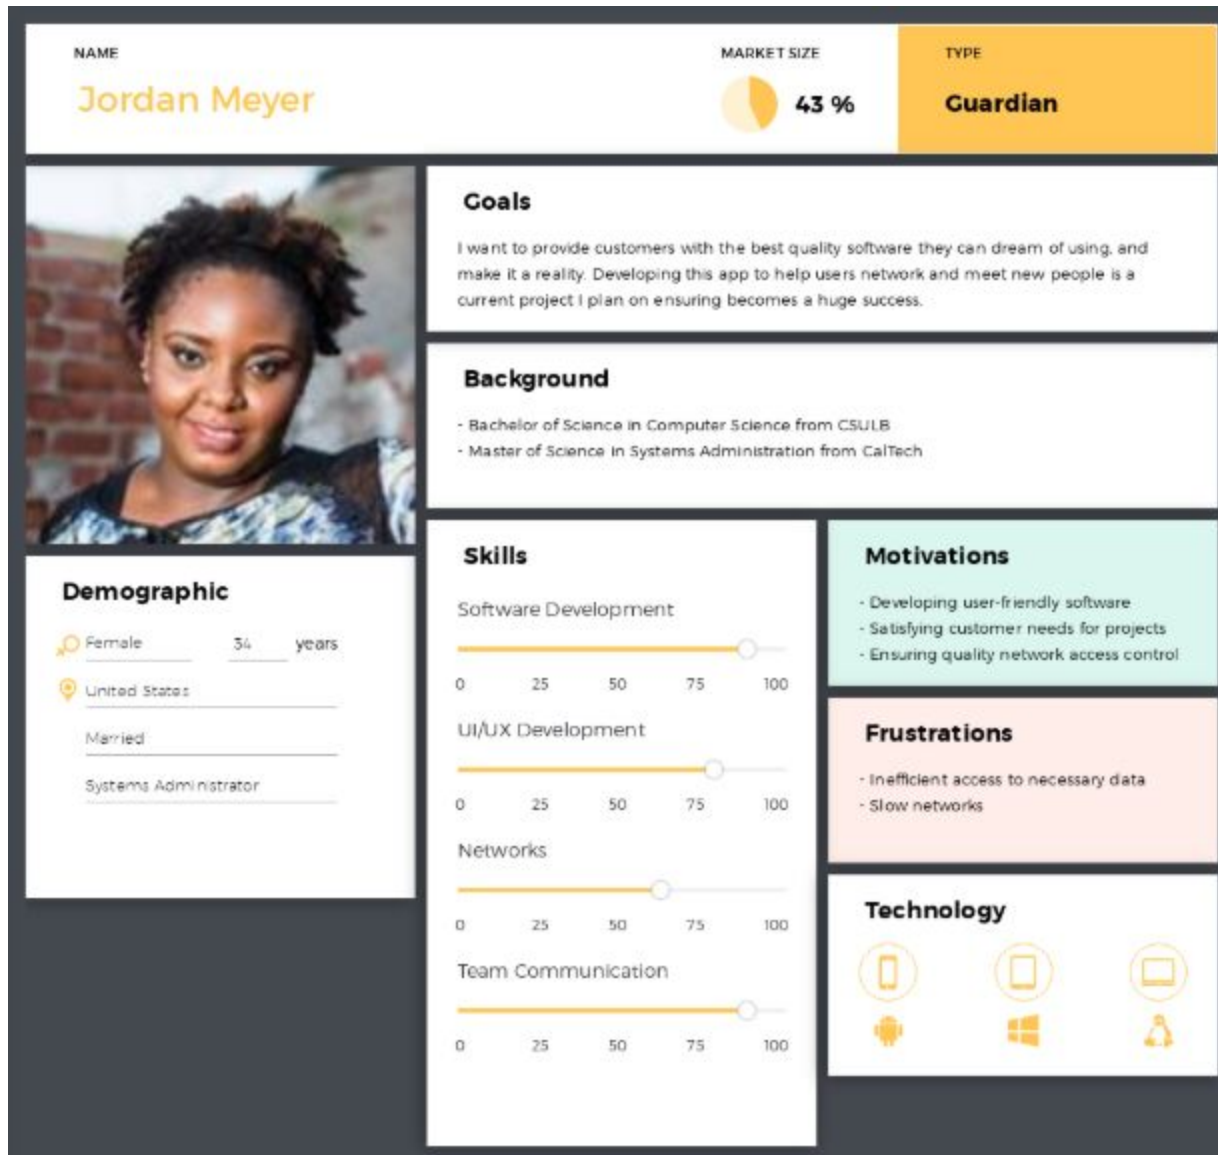 NAME
Jordan Meyer
MARKET SIZE
43 %
TYPE
Guardian
Goals
I want to provide customers with the best quality software they can dream of using, and
make it a reality. Developing this app to help users network and meet new people is a
current project I plan on ensuring becomes a huge success.
Background
- Bachelor of Science in Computer Science from CSULB
- Master of Science in Systems Administration from CalTech
Demographic
Female 34 years
United States
Married
Systems Administrator
Skills
Software Development
0 25 50 75 100
UI/UX Development
0 25 50 75 100
Networks
0 25 50 75 100
Team Communication
0 25 50 75 100
Motivations
- Developing user-friendly software
- Satisfying customer needs for projects
- Ensuring quality network access control
Frustrations
- Inefficient access to necessary data
- Slow networks
Technology